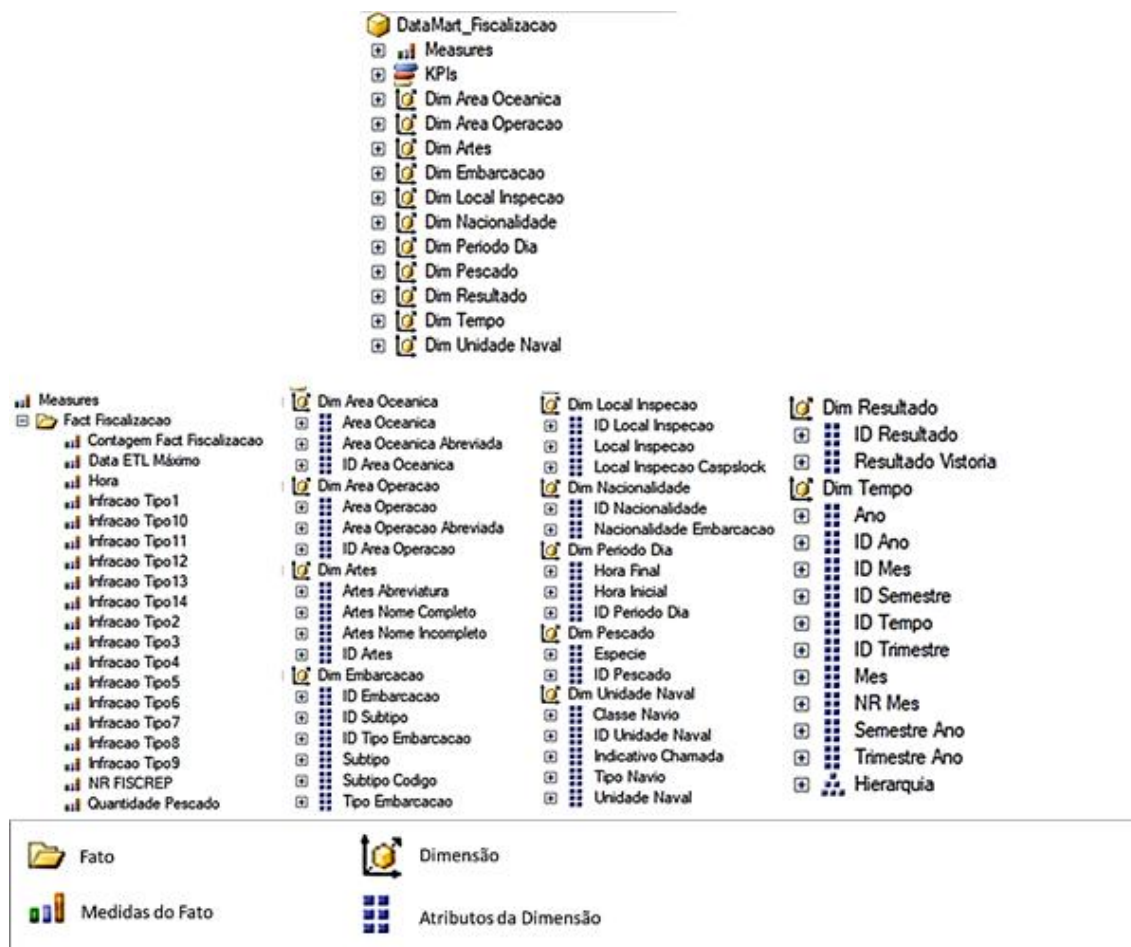 DataMart_Fiscalizacao
Measures
KPIs
Dim Area Oceanica
Dim Area Operacao
Dim Artes
Dim Embarcacao
Dim Local Inspecao
Dim Nacionalidade
Dim Periodo Dia
Dim Pescado
Dim Resultado
Dim Tempo
Dim Unidade Naval
Measures
Fact Fiscalizacao
Contagem Fact Fiscalizacao
Data ETL Máximo
Hora
Infracao Tipo1
Infracao Tipo10
Infracao Tipo11
Infracao Tipo12
Infracao Tipo13
Infracao Tipo14
Infracao Tipo2
Infracao Tipo3
Infracao Tipo4
Infracao Tipo5
Infracao Tipo6
Infracao Tipo7
Infracao Tipo8
Infracao Tipo9
NR FISCREP
Quantidade Pescado
Dim Area Oceanica
Area Oceanica
Area Oceanica Abreviada
ID Area Oceanica
Dim Area Operacao
Area Operacao
Area Operacao Abreviada
ID Area Operacao
Dim Artes
Artes Abreviatura
Artes Nome Completo
Artes Nome Incompleto
ID Artes
Dim Embarcacao
ID Embarcacao
ID Subtipo
ID Tipo Embarcacao
Subtipo
Subtipo Codigo
Tipo Embarcacao
Dim Local Inspecao
ID Local Inspecao
Local Inspecao
Local Inspecao Caspslock
Dim Nacionalidade
ID Nacionalidade
Nacionalidade Embarcacao
Dim Periodo Dia
Hora Final
Hora Inicial
ID Periodo Dia
Dim Pescado
Especie
ID Pescado
Dim Unidade Naval
Classe Navio
ID Unidade Naval
Indicativo Chamada
Tipo Navio
Unidade Naval
Dim Resultado
ID Resultado
Resultado Vistoria
Dim Tempo
Ano
ID Ano
ID Mes
ID Semestre
ID Tempo
ID Trimestre
Mes
NR Mes
Semestre Ano
Trimestre Ano
Hierarquia
Fato
Dimensão
Medidas do Fato
Atributos da Dimensão